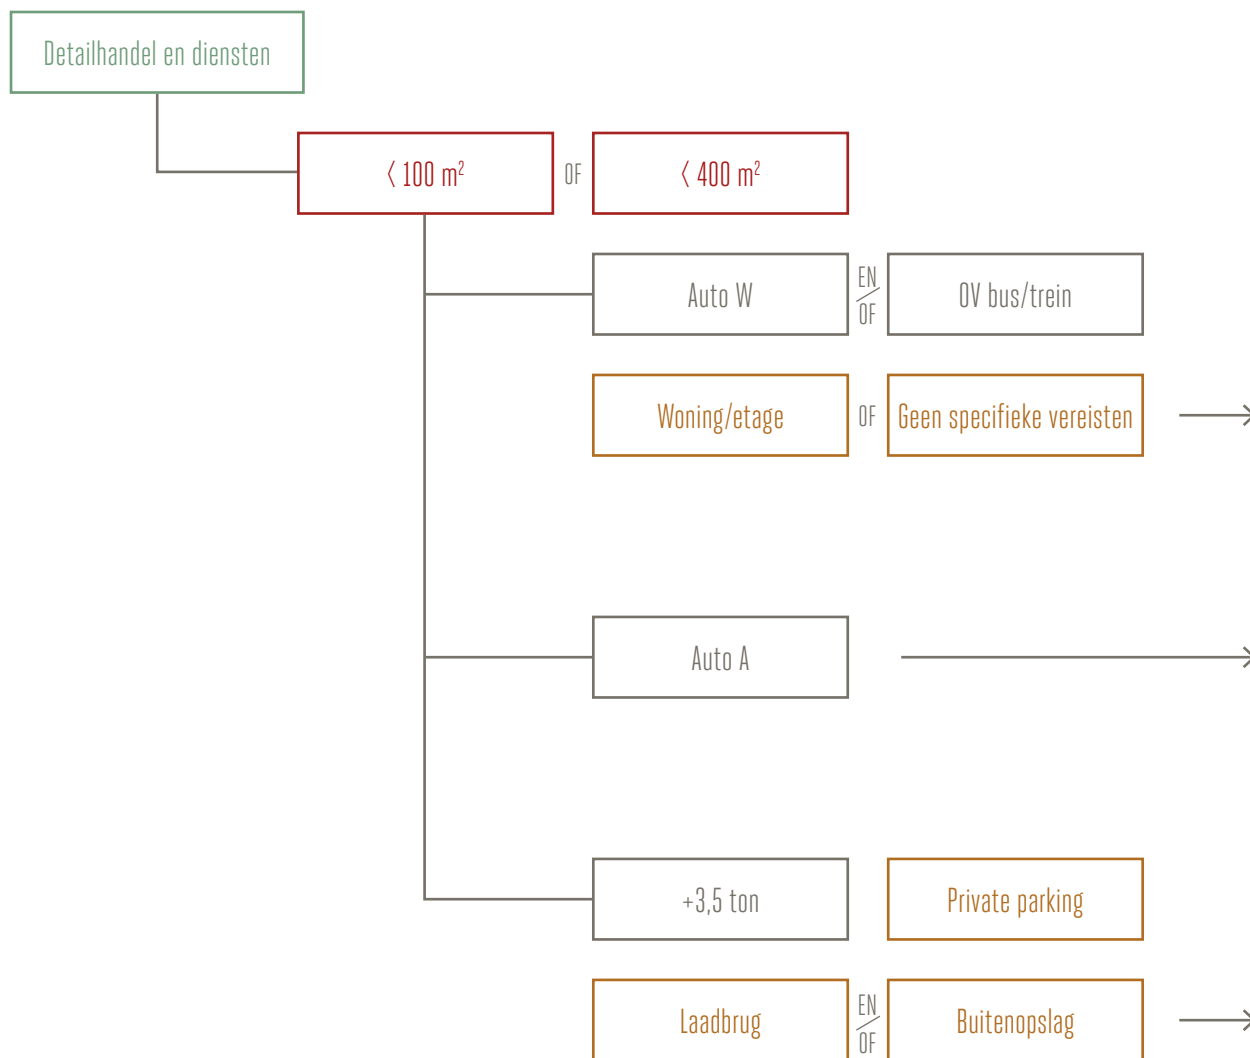 Detailhandel en diensten
< 100 m² OF < 400 m²
Auto W EN/OF OV bus/trein
Woning/etage OF Geen specifieke vereisten
Auto A
+3,5 ton Private parking
Laadbrug EN/OF Buitenopslag